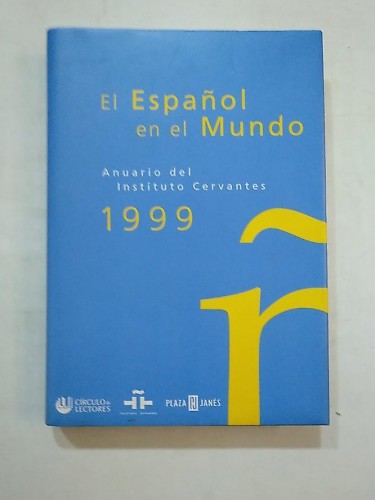 El Español
en el Mundo
Anuario del
Instituto Cervantes
1999
ñ
CÍRCULO de
LECTORES
PLAZA JANÉS